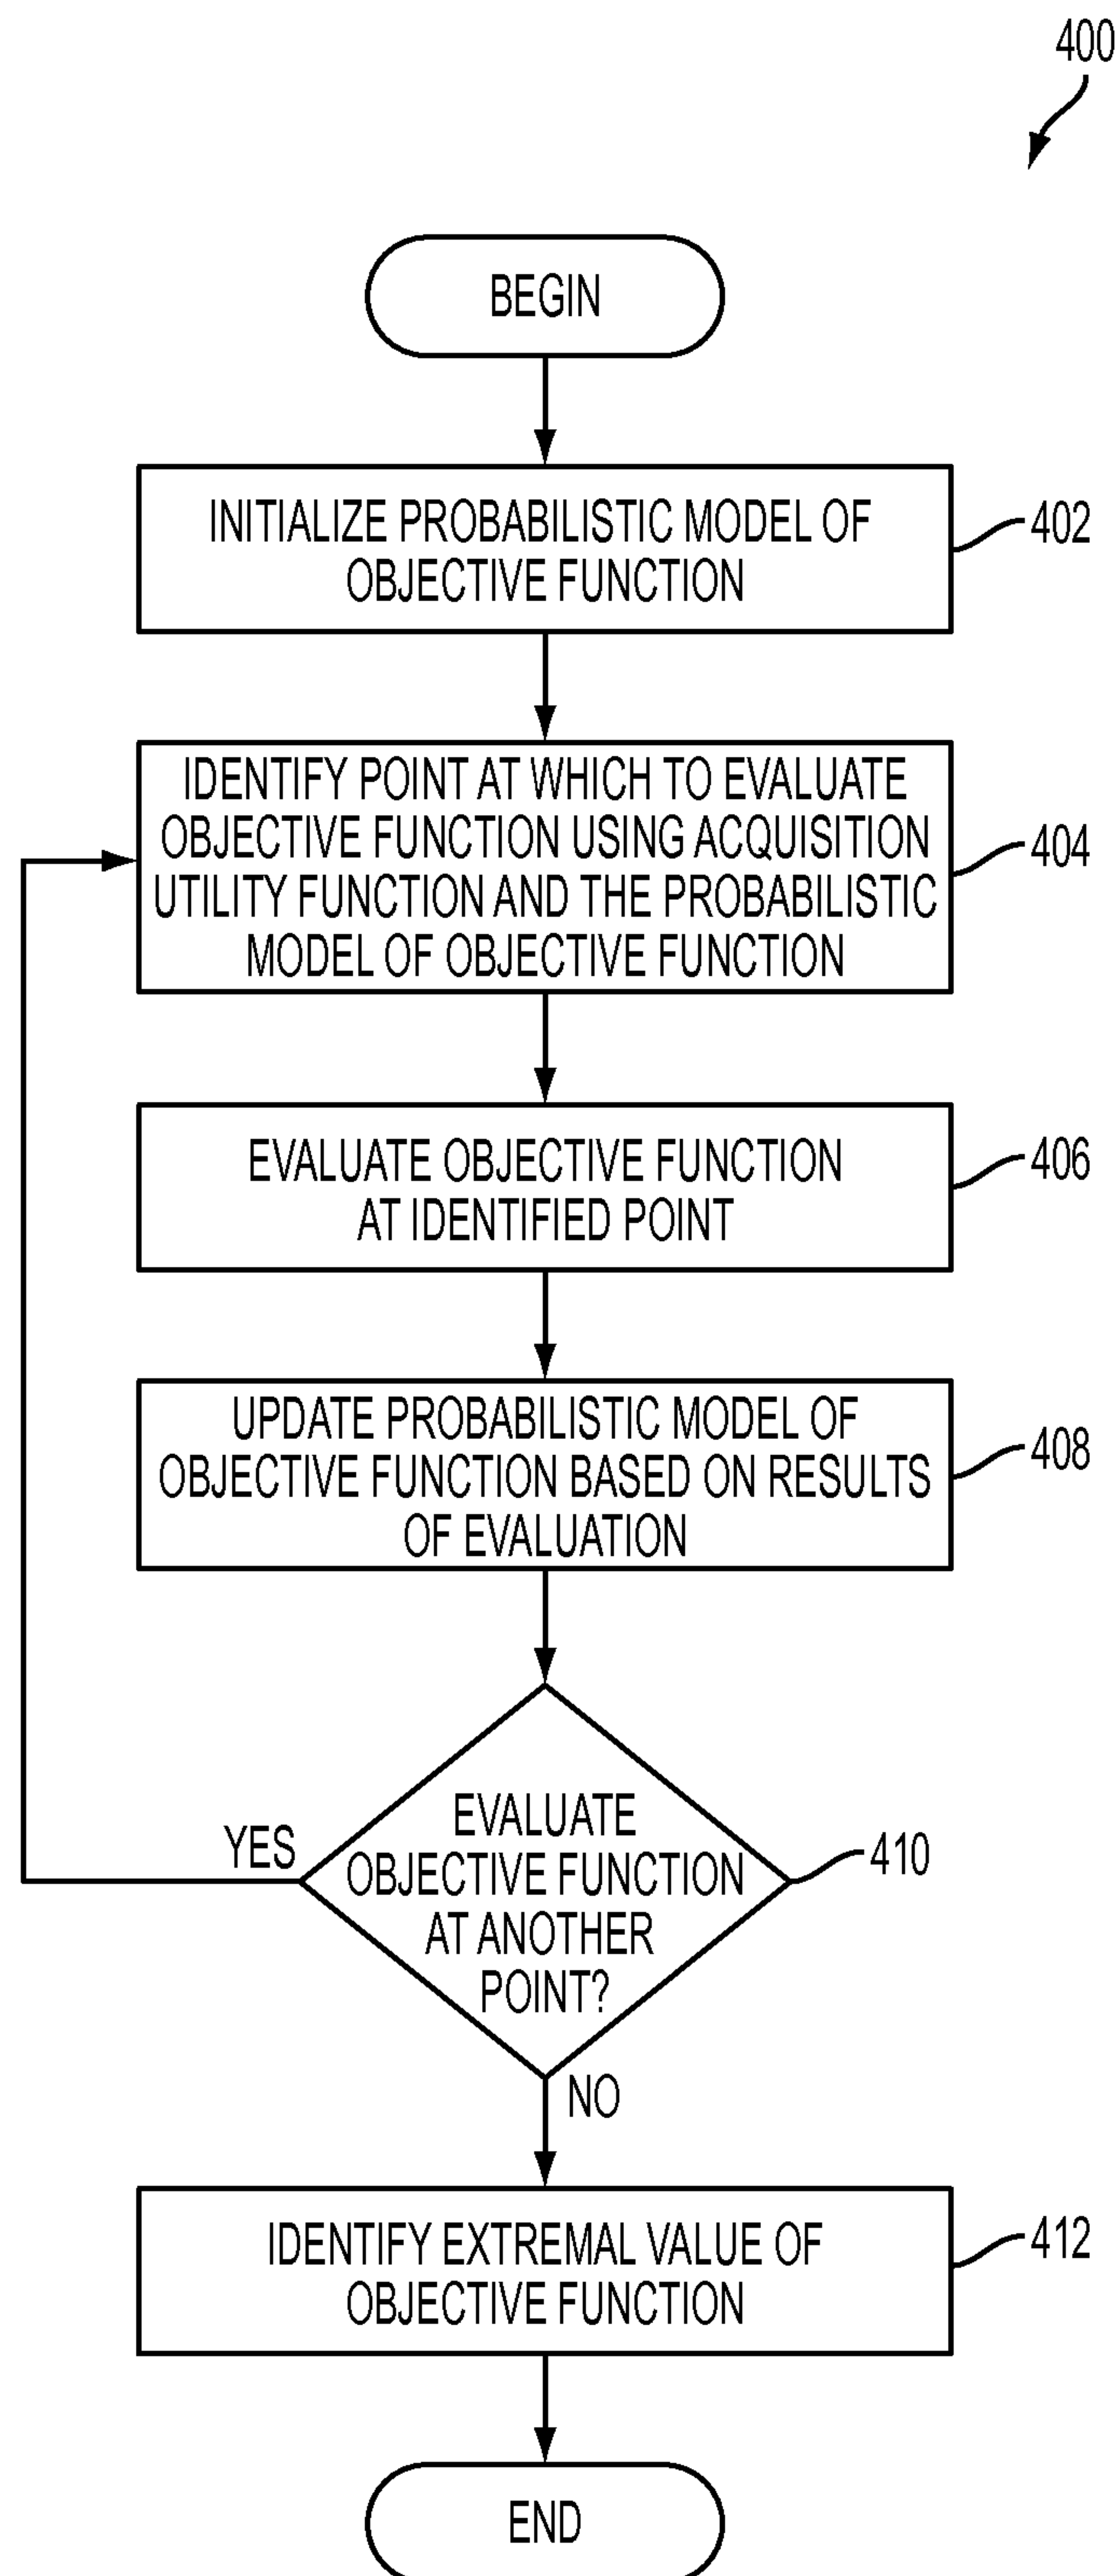 400
BEGIN
INITIALIZE PROBABILISTIC MODEL OF
OBJECTIVE FUNCTION
402
IDENTIFY POINT AT WHICH TO EVALUATE
OBJECTIVE FUNCTION USING ACQUISITION
UTILITY FUNCTION AND THE PROBABILISTIC
MODEL OF OBJECTIVE FUNCTION
404
EVALUATE OBJECTIVE FUNCTION
AT IDENTIFIED POINT
406
UPDATE PROBABILISTIC MODEL OF
OBJECTIVE FUNCTION BASED ON RESULTS
OF EVALUATION
408
YES
EVALUATE
OBJECTIVE FUNCTION
AT ANOTHER
POINT?
410
NO
IDENTIFY EXTREMAL VALUE OF
OBJECTIVE FUNCTION
412
END